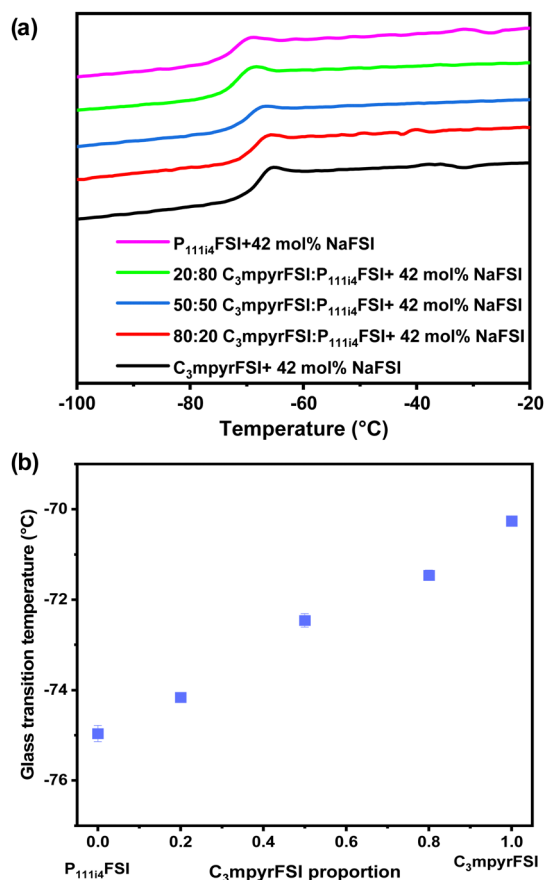 (a)
P₁₁₁ᵢ₄FSI+42 mol% NaFSI
20:80 C₃mpyrFSI:P₁₁₁ᵢ₄FSI+ 42 mol% NaFSI
50:50 C₃mpyrFSI:P₁₁₁ᵢ₄FSI+ 42 mol% NaFSI
80:20 C₃mpyrFSI:P₁₁₁ᵢ₄FSI+ 42 mol% NaFSI
C₃mpyrFSI+ 42 mol% NaFSI
-100 -80 -60 -40 -20
Temperature (°C)
(b)
Glass transition temperature (°C)
-70
-72
-74
-76
0.0 0.2 0.4 0.6 0.8 1.0
P₁₁₁ᵢ₄FSI C₃mpyrFSI proportion C₃mpyrFSI